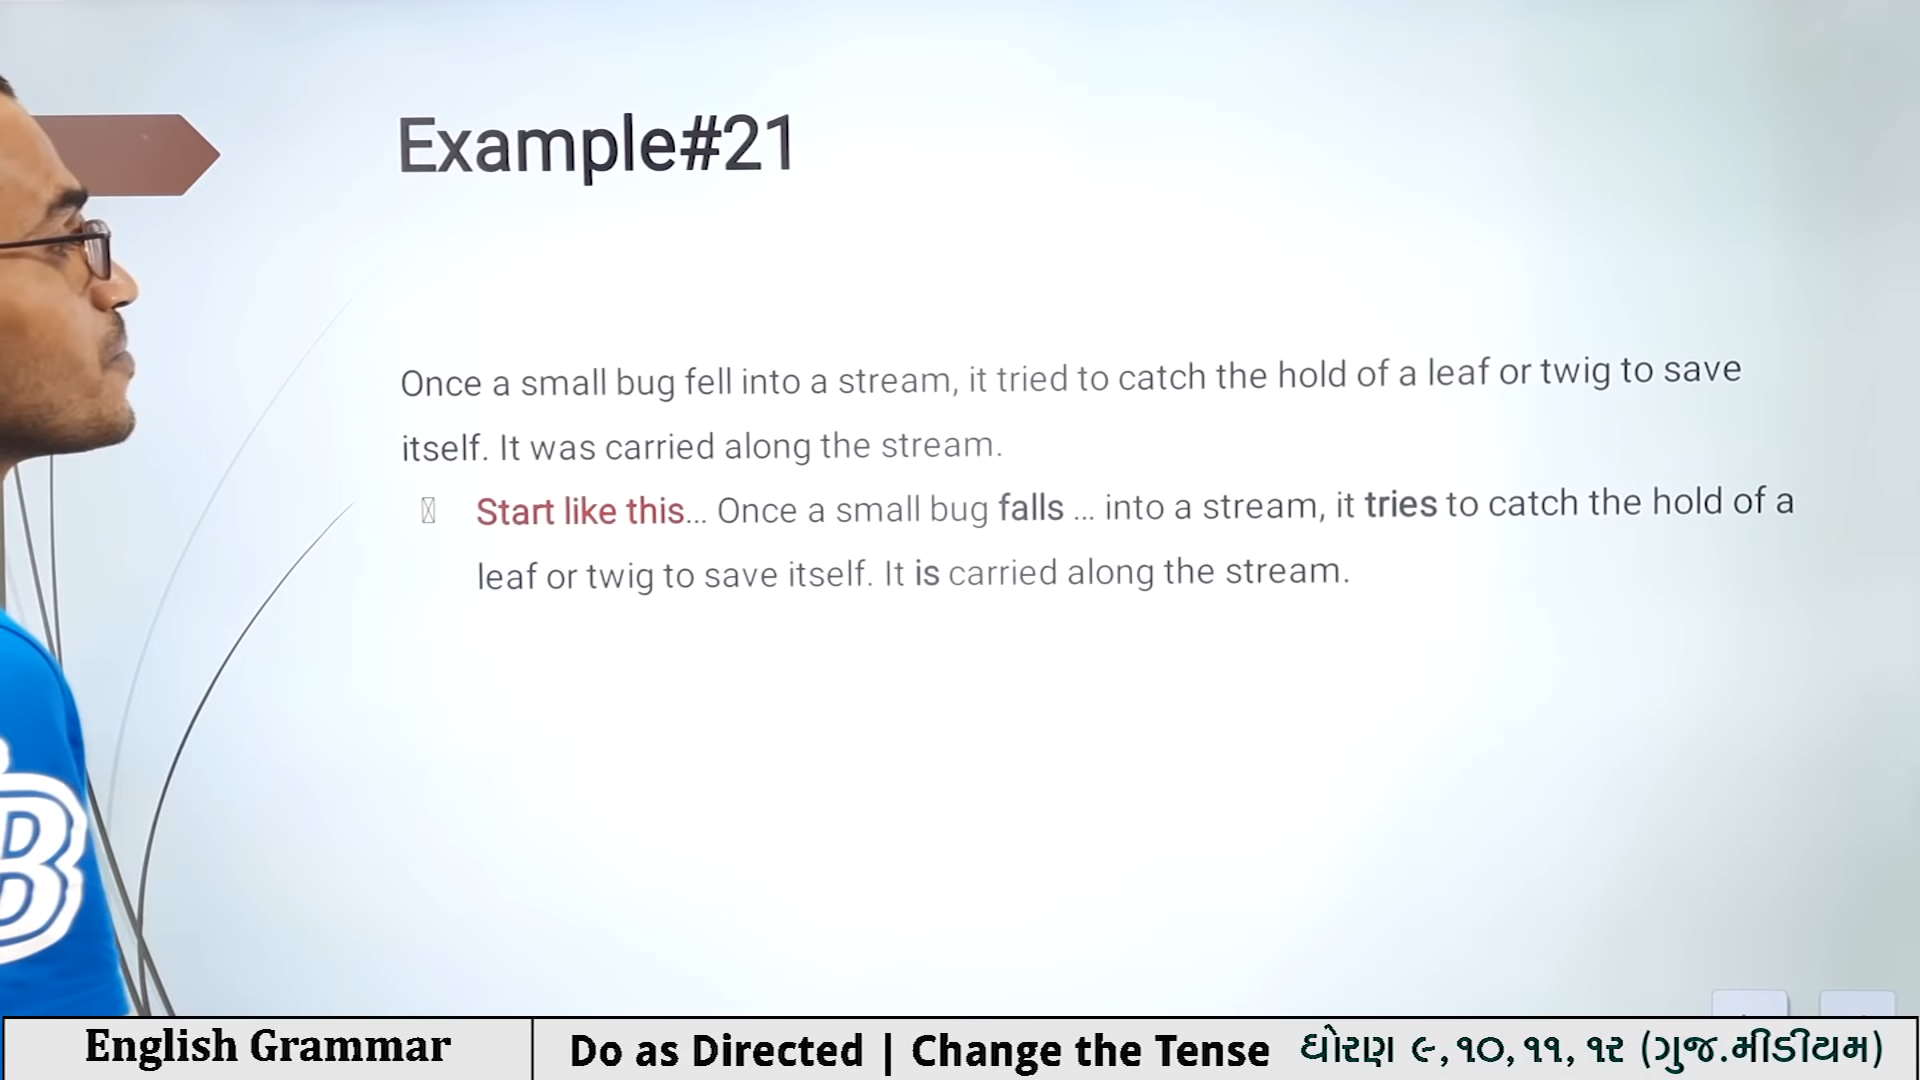 Example#21
Once a small bug fell into a stream, it tried to catch the hold of a leaf or twig to save
itself. It was carried along the stream.
Start like this... Once a small bug falls ... into a stream, it tries to catch the hold of a
leaf or twig to save itself. It is carried along the stream.
B
English Grammar
Do as Directed | Change the Tense ધોરણ ૯, ૧૦, ૧૧, ૧૨ (ગુજ.મીડીયમ)